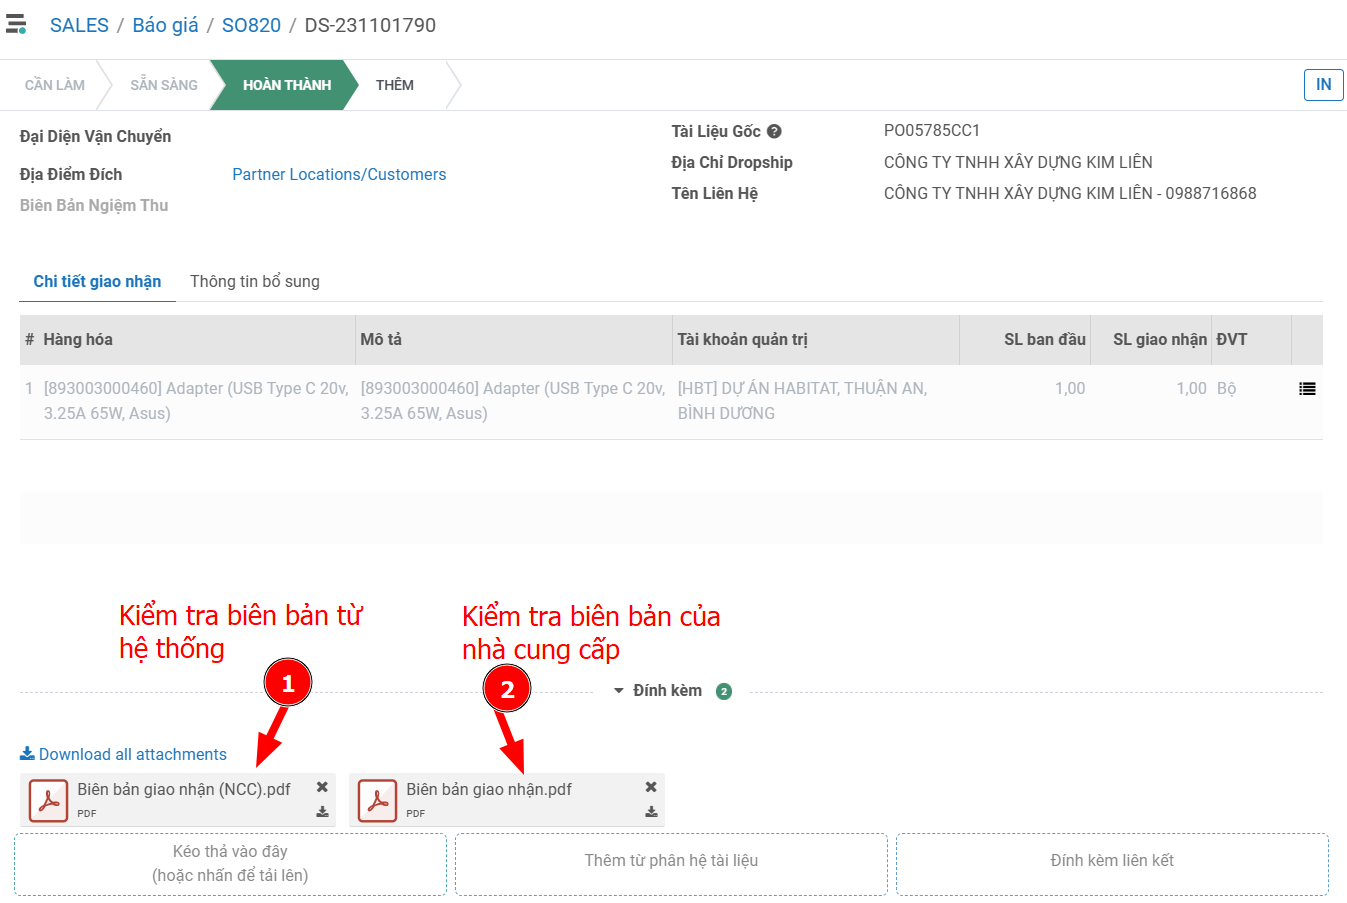 SALES / Báo giá / SO820 / DS-231101790
CẦN LÀM SẴN SÀNG HOÀN THÀNH THÊM IN
Đại Diện Vận Chuyển
Địa Điểm Đích Partner Locations/Customers
Biên Bản Ngiệm Thu
Tài Liệu Gốc ? PO05785CC1
Địa Chỉ Dropship CÔNG TY TNHH XÂY DỰNG KIM LIÊN
Tên Liên Hệ CÔNG TY TNHH XÂY DỰNG KIM LIÊN - 0988716868
Chi tiết giao nhận Thông tin bổ sung
# Hàng hóa Mô tả Tài khoản quản trị SL ban đầu SL giao nhận ĐVT
1 [893003000460] Adapter (USB Type C 20v, [893003000460] Adapter (USB Type C 20v, [HBT] DỰ ÁN HABITAT, THUẬN AN, 1,00 1,00 Bộ
3.25A 65W, Asus) 3.25A 65W, Asus) BÌNH DƯƠNG
Kiểm tra biên bản từ
hệ thống
1
Kiểm tra biên bản của
nhà cung cấp
2
Đính kèm 2
Download all attachments
Biên bản giao nhận (NCC).pdf
PDF
Biên bản giao nhận.pdf
PDF
Kéo thả vào đây
(hoặc nhấn để tải lên)
Thêm từ phân hệ tài liệu
Đính kèm liên kết